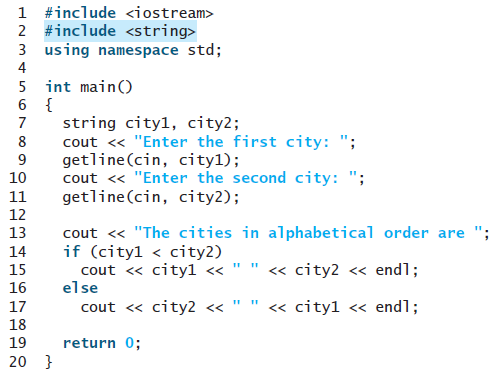 1 #include <iostream>
2 #include <string>
3 using namespace std;
4
5 int main()
6 {
7   string city1, city2;
8   cout << "Enter the first city: ";
9   getline(cin, city1);
10   cout << "Enter the second city: ";
11   getline(cin, city2);
12
13   cout << "The cities in alphabetical order are ";
14   if (city1 < city2)
15     cout << city1 << " " << city2 << endl;
16   else
17     cout << city2 << " " << city1 << endl;
18
19   return 0;
20 }